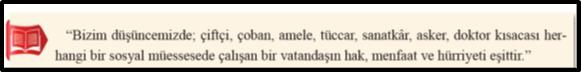 “Bizim düşüncemizde; çiftçi, çoban, amele, tüccar, sanatkâr, asker, doktor kısacası her-
hangi bir sosyal müessesede çalışan bir vatandaşın hak, menfaat ve hürriyeti eşittir.”